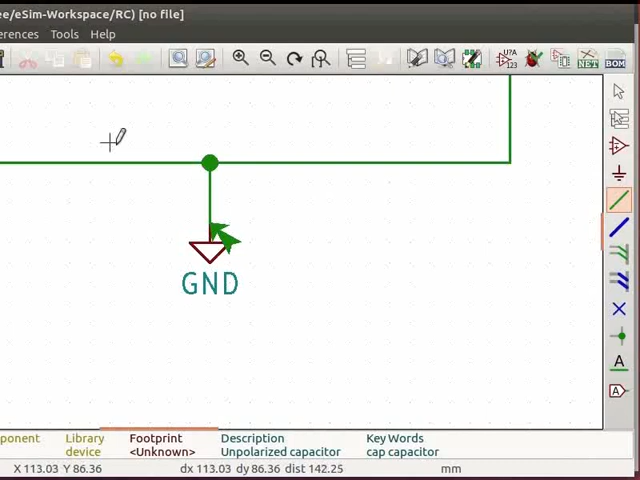 ee/eSim-Workspace/RC) [no file]
erences Tools Help
U?A
123
NET
BOM
GND
A
A
ponent Library Footprint Description Key Words
device <Unknown> Unpolarized capacitor cap capacitor
X 113.03 Y 86.36 dx 113.03 dy 86.36 dist 142.25 mm